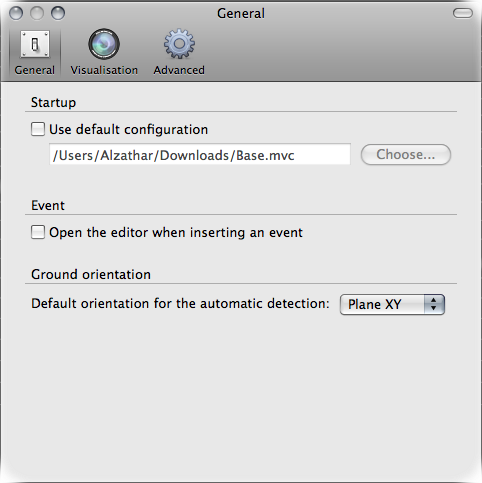 General
General Visualisation Advanced
Startup
Use default configuration
/Users/Alzathar/Downloads/Base.mvc Choose...
Event
Open the editor when inserting an event
Ground orientation
Default orientation for the automatic detection: Plane XY